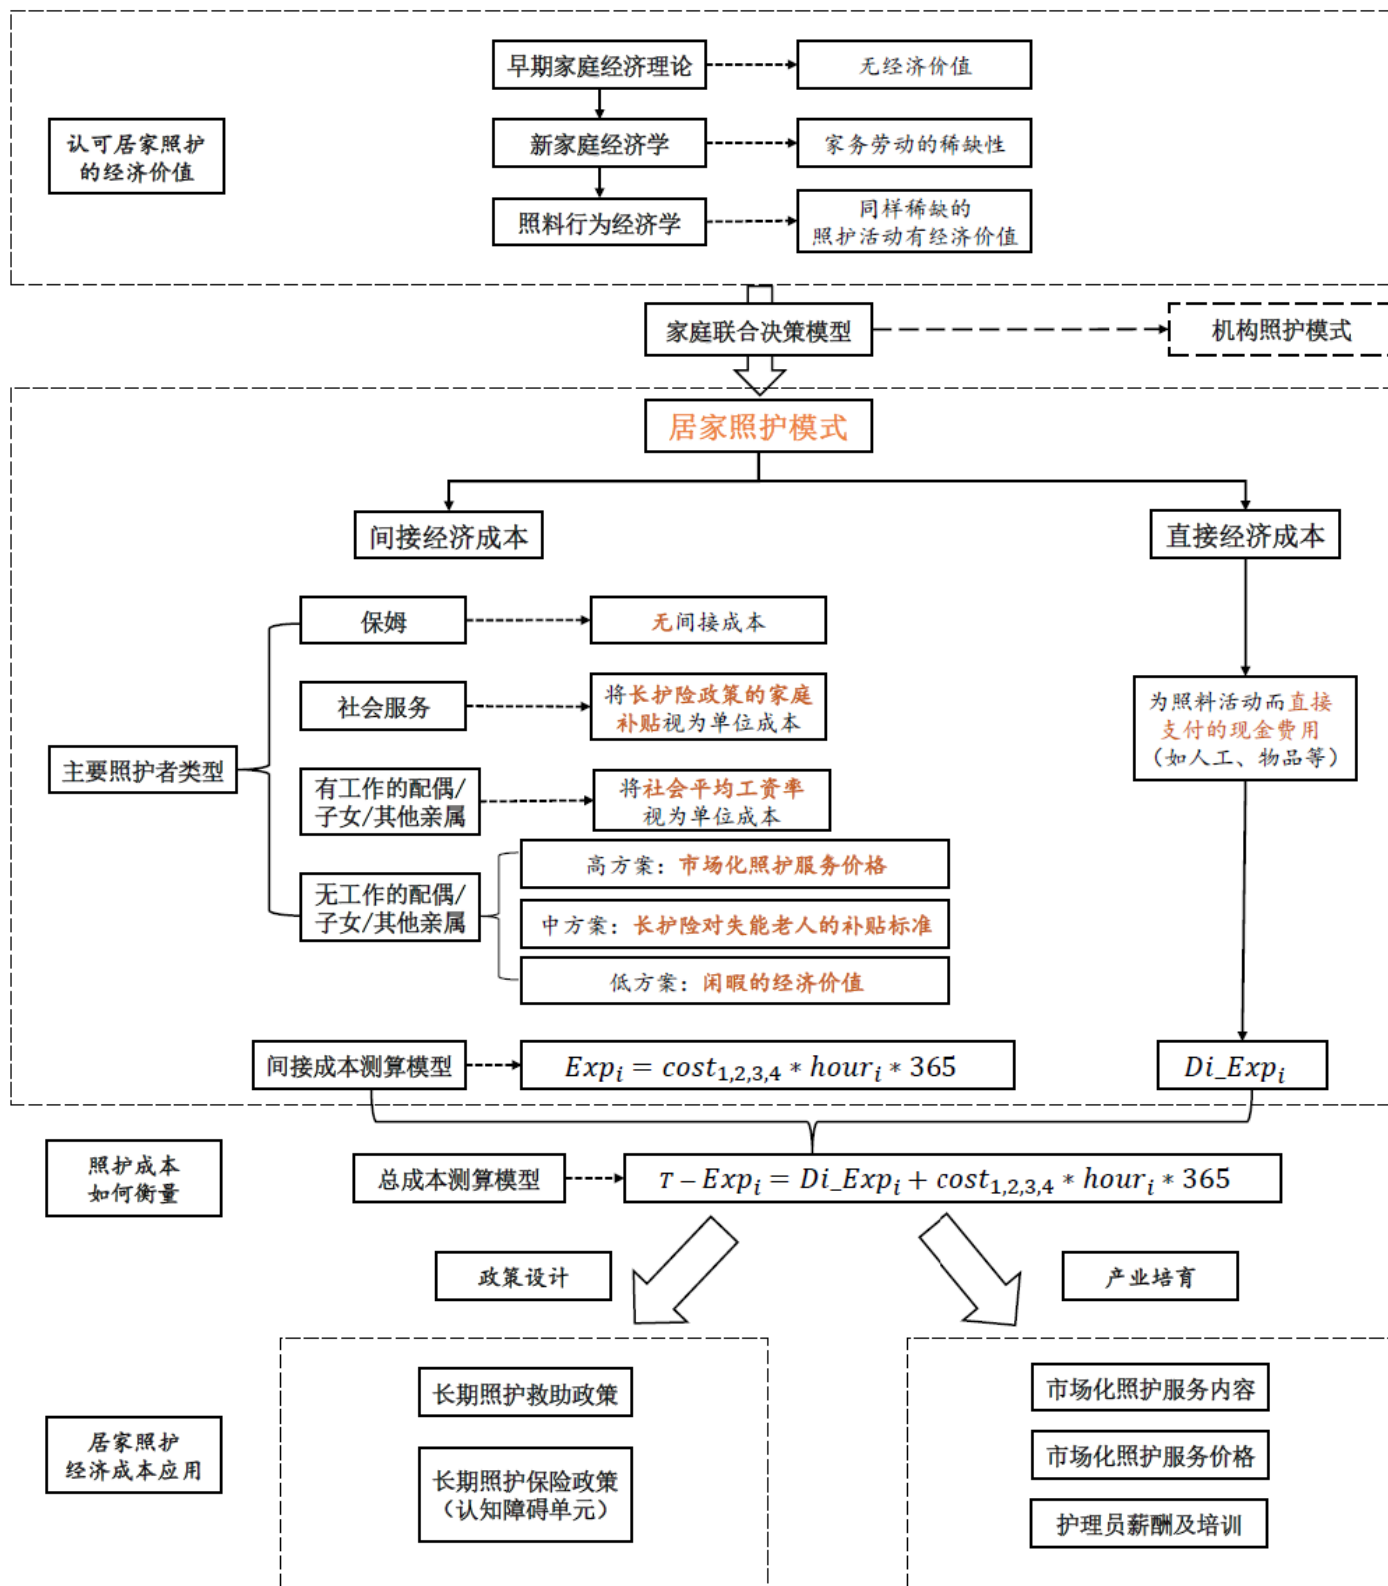 早期家庭经济理论
无经济价值
认可居家照护
的经济价值
新家庭经济学
家务劳动的稀缺性
照料行为经济学
同样稀缺的
照护活动有经济价值
家庭联合决策模型
机构照护模式
居家照护模式
间接经济成本
直接经济成本
保姆
无间接成本
社会服务
将长护险政策的家庭
补贴视为单位成本
为照料活动而直接
支付的现金费用
（如人工、物品等）
主要照护者类型
有工作的配偶/
子女/其他亲属
将社会平均工资率
视为单位成本
无工作的配偶/
子女/其他亲属
高方案：市场化照护服务价格
中方案：长护险对失能老人的补贴标准
低方案：闲暇的经济价值
间接成本测算模型
Exp_i = cost_{1,2,3,4} * hour_i * 365
Di_Exp_i
照护成本
如何衡量
总成本测算模型
T − Exp_i = Di_Exp_i + cost_{1,2,3,4} * hour_i * 365
政策设计
产业培育
居家照护
经济成本应用
长期照护救助政策
长期照护保险政策
（认知障碍单元）
市场化照护服务内容
市场化照护服务价格
护理员薪酬及培训